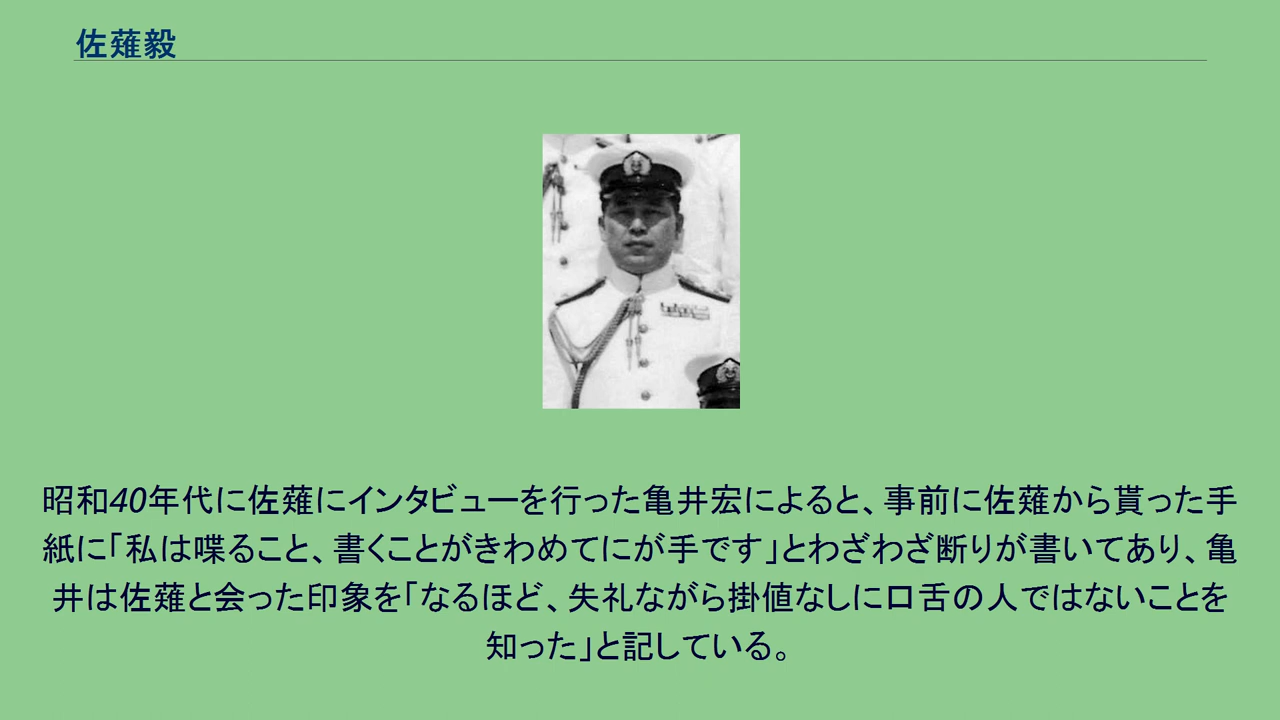 佐薙毅
昭和40年代に佐薙にインタビューを行った亀井宏によると、事前に佐薙から貰った手
紙に「私は喋ること、書くことがきわめてにが手です」とわざわざ断りが書いてあり、亀
井は佐薙と会った印象を「なるほど、失礼ながら掛値なしに口舌の人ではないことを
知った」と記している。